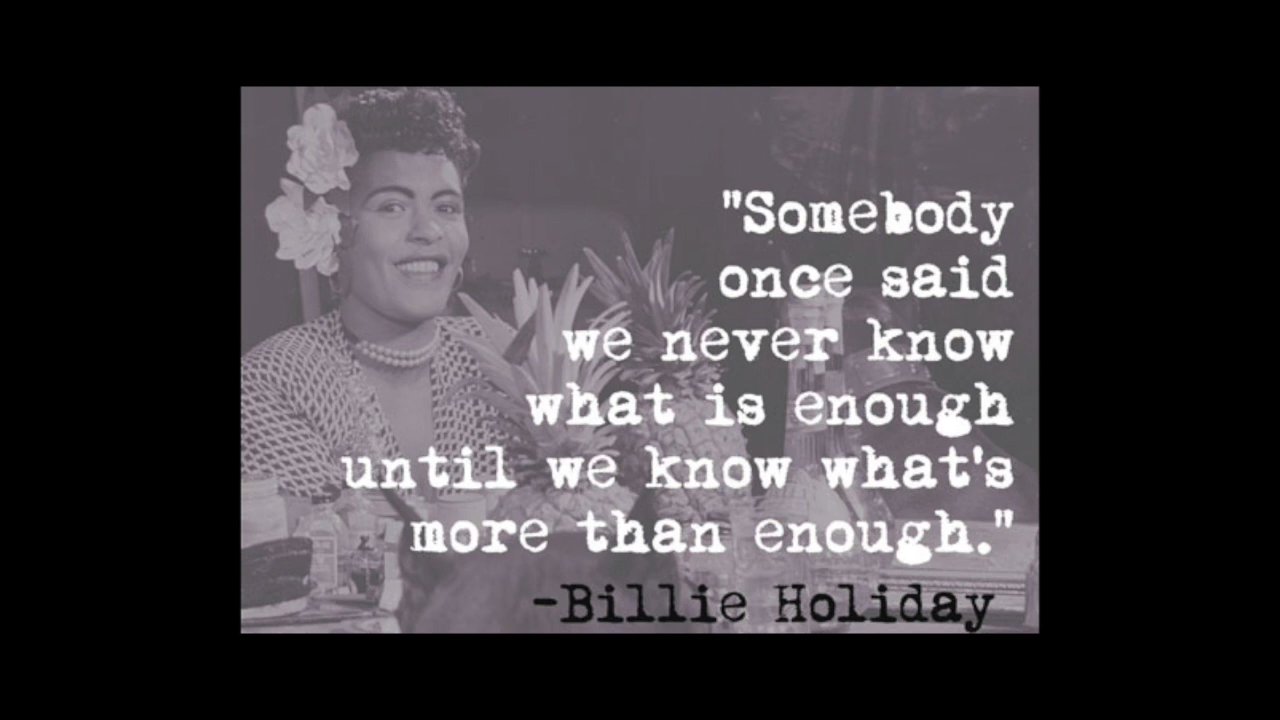 "Somebody
once said
we never know
what is enough
until we know what's
more than enough."
-Billie Holiday